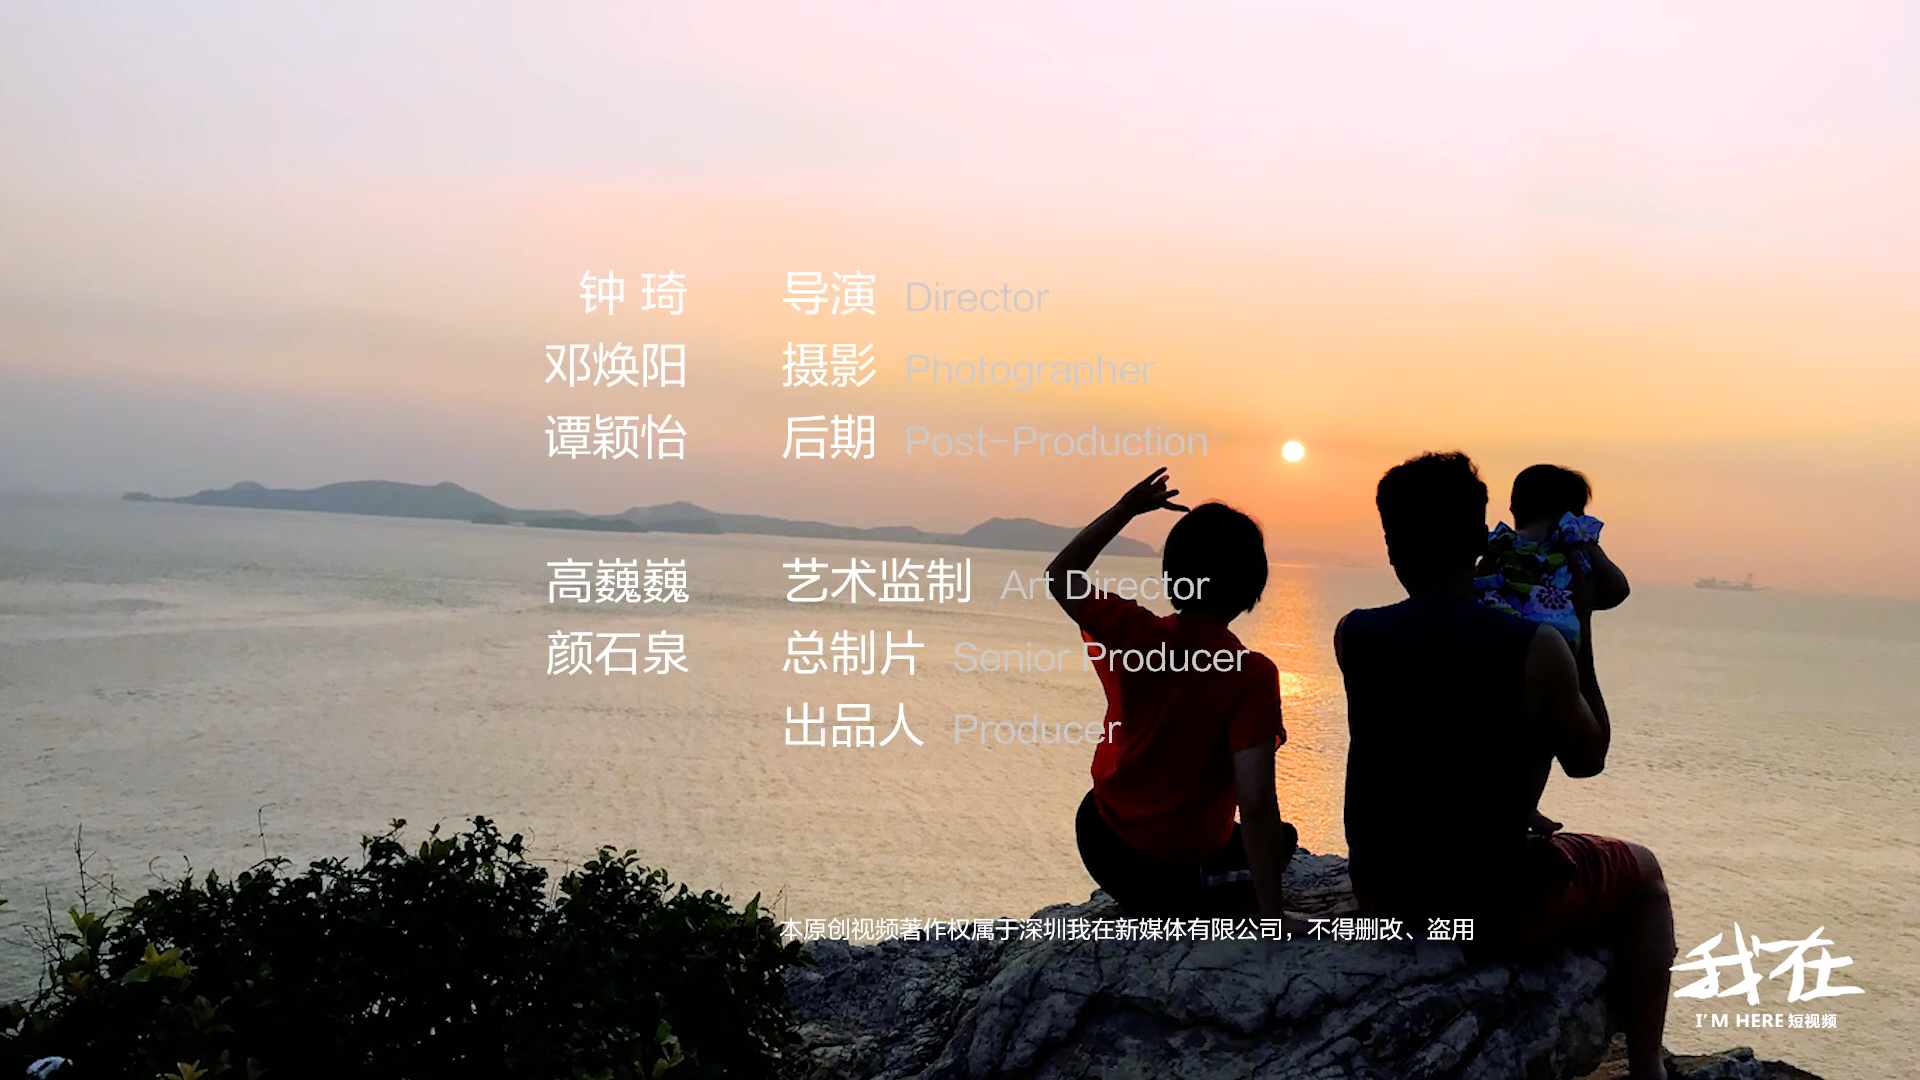 钟 琦 导演 Director
邓焕阳 摄影 Photographer
谭颖怡 后期 Post-Production
高巍巍 艺术监制 Art Director
颜石泉 总制片 Senior Producer
出品人 Producer
本原创视频著作权属于深圳我在新媒体有限公司，不得删改、盗用
我在
I'M HERE 短视频